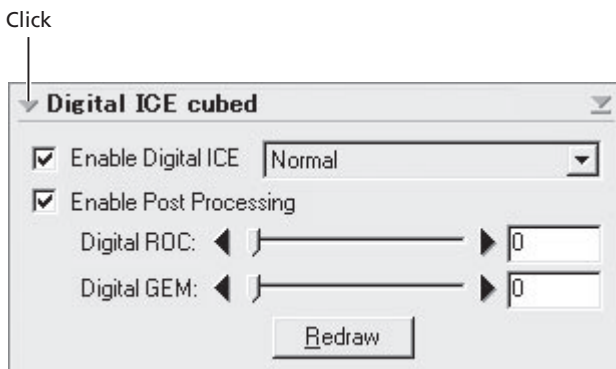 Click
Digital ICE cubed
Enable Digital ICE Normal
Enable Post Processing
Digital ROC: 0
Digital GEM: 0
Redraw